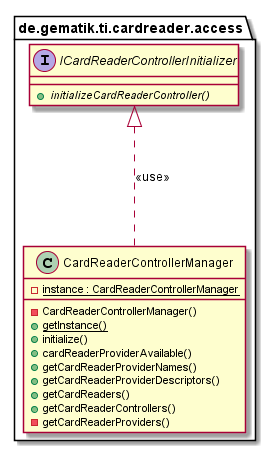 de.gematik.ti.cardreader.access
I ICardReaderControllerInitializer
initializeCardReaderController()
«use»
C CardReaderControllerManager
instance : CardReaderControllerManager
CardReaderControllerManager()
getInstance()
initialize()
cardReaderProviderAvailable()
getCardReaderProviderNames()
getCardReaderProviderDescriptors()
getCardReaders()
getCardReaderControllers()
getCardReaderProviders()